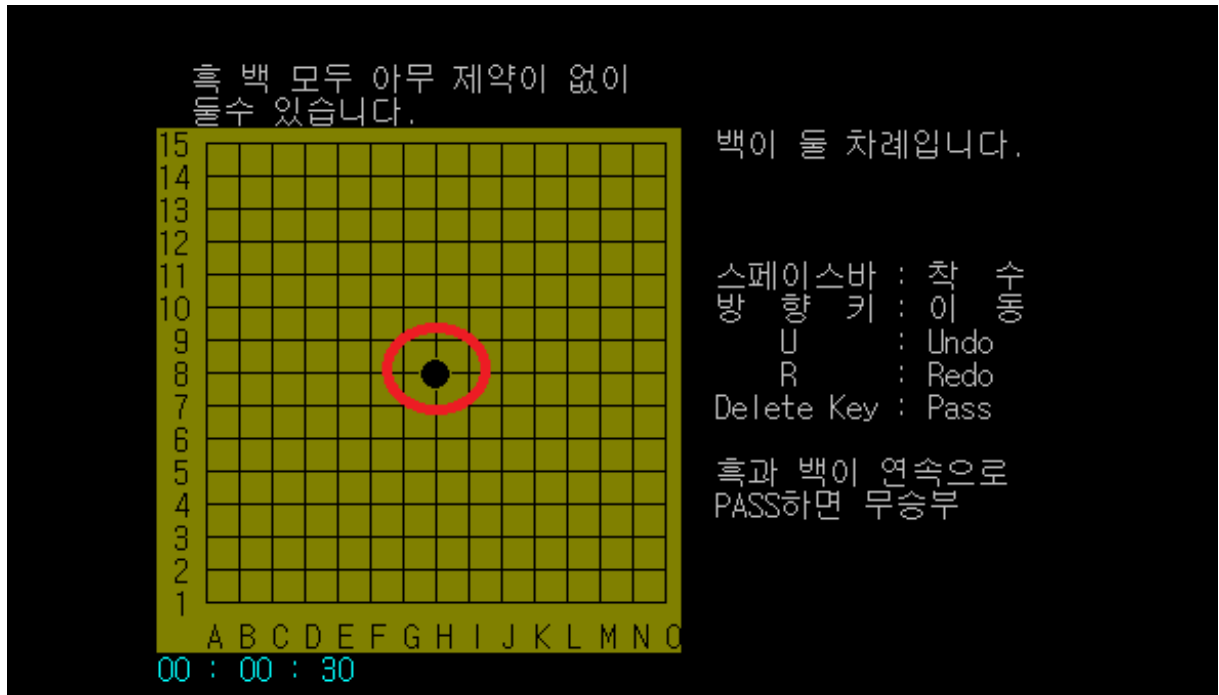 흑 백 모두 아무 제약이 없이
둘수 있습니다.
15
14
13
12
11
10
9
8
7
6
5
4
3
2
1
A B C D E F G H I J K L M N O
00 : 00 : 30
백이 둘 차례입니다.
스페이스바 : 착 수
방 향 키 : 이 동
U : Undo
R : Redo
Delete Key : Pass
흑과 백이 연속으로
PASS하면 무승부